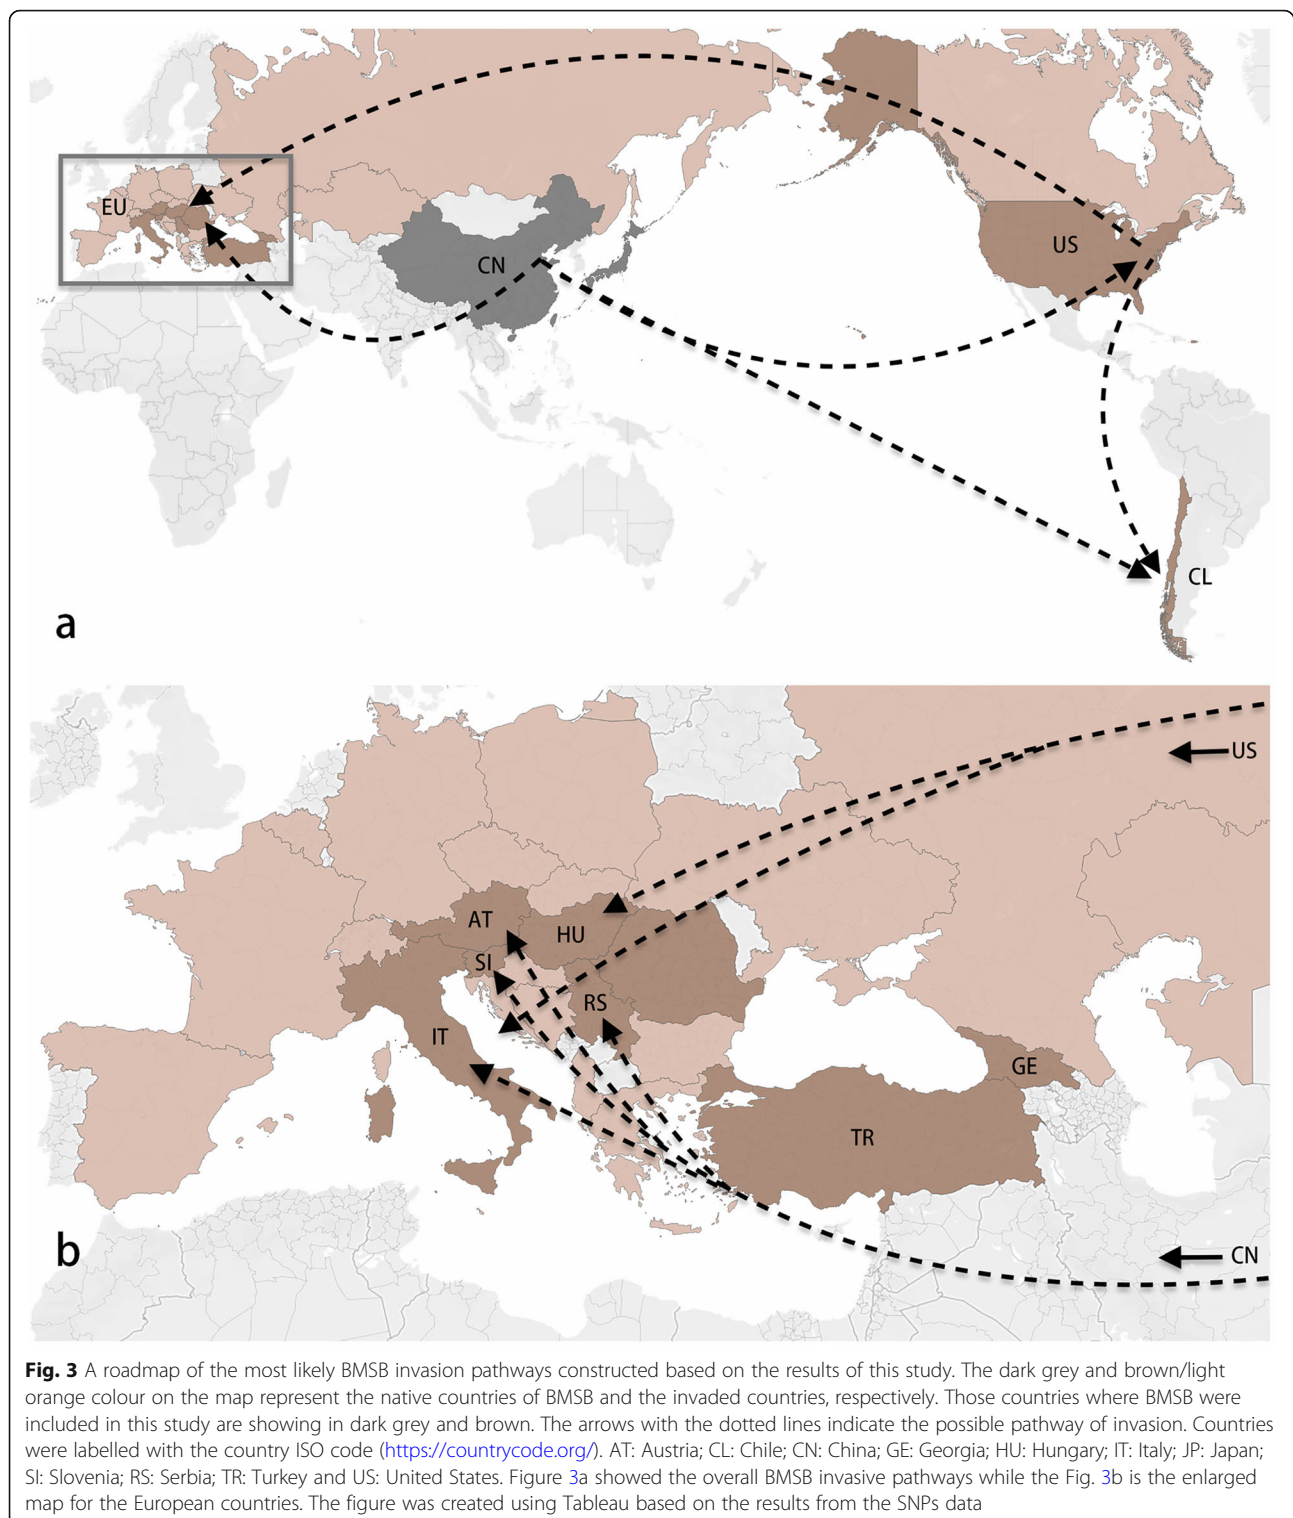 EU
CN
US
CL
a
US
AT
HU
SI
RS
IT
GE
TR
b
CN
Fig. 3 A roadmap of the most likely BMSB invasion pathways constructed based on the results of this study. The dark grey and brown/light
orange colour on the map represent the native countries of BMSB and the invaded countries, respectively. Those countries where BMSB were
included in this study are showing in dark grey and brown. The arrows with the dotted lines indicate the possible pathway of invasion. Countries
were labelled with the country ISO code (https://countrycode.org/). AT: Austria; CL: Chile; CN: China; GE: Georgia; HU: Hungary; IT: Italy; JP: Japan;
SI: Slovenia; RS: Serbia; TR: Turkey and US: United States. Figure 3a showed the overall BMSB invasive pathways while the Fig. 3b is the enlarged
map for the European countries. The figure was created using Tableau based on the results from the SNPs data